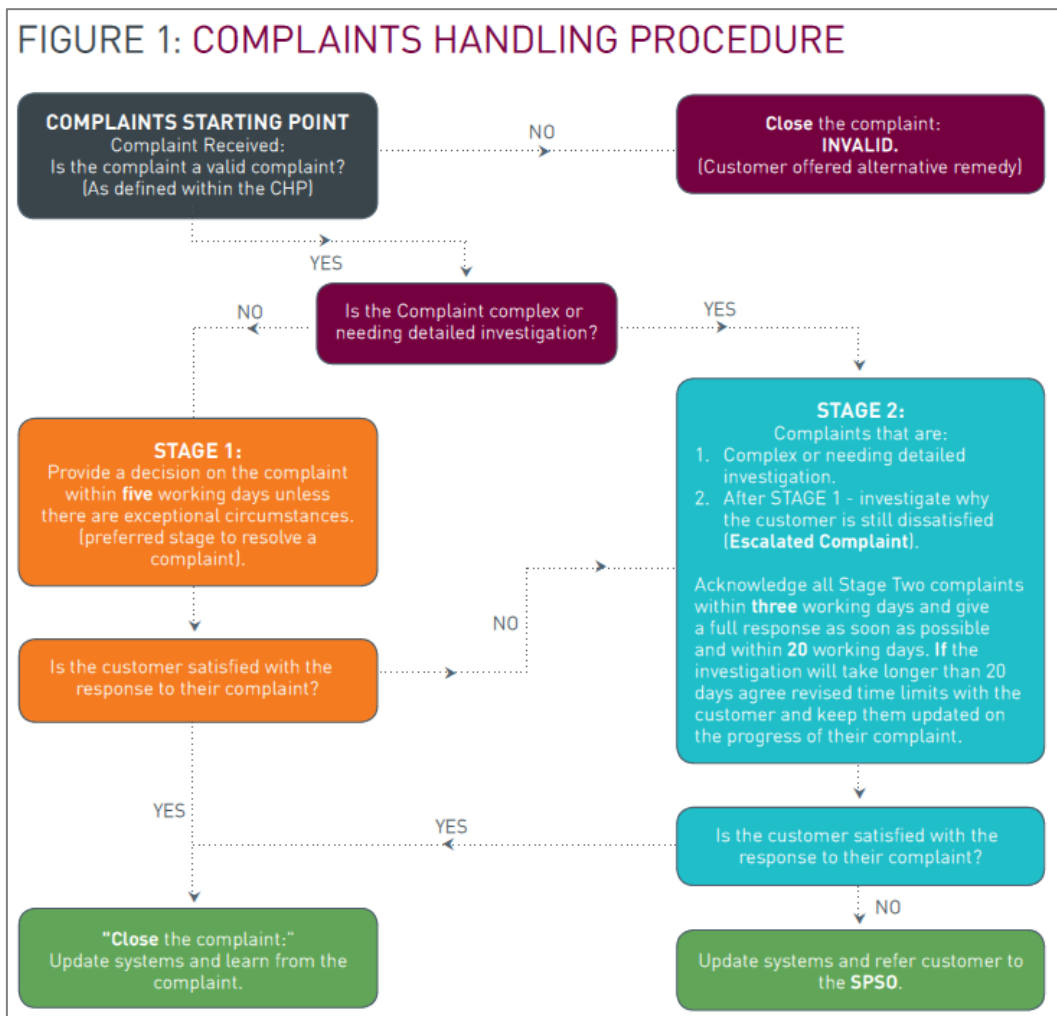 FIGURE 1: COMPLAINTS HANDLING PROCEDURE
COMPLAINTS STARTING POINT
Complaint Received:
Is the complaint a valid complaint?
(As defined within the CHP)
NO
Close the complaint:
INVALID.
(Customer offered alternative remedy)
YES
Is the Complaint complex or
needing detailed investigation?
NO
YES
STAGE 1:
Provide a decision on the complaint
within five working days unless
there are exceptional circumstances.
(preferred stage to resolve a
complaint).
STAGE 2:
Complaints that are:
1. Complex or needing detailed
investigation.
2. After STAGE 1 - investigate why
the customer is still dissatisfied
(Escalated Complaint).
Acknowledge all Stage Two complaints
within three working days and give
a full response as soon as possible
and within 20 working days. If the
investigation will take longer than 20
days agree revised time limits with the
customer and keep them updated on
the progress of their complaint.
NO
Is the customer satisfied with the
response to their complaint?
YES
YES
Is the customer satisfied with the
response to their complaint?
NO
"Close the complaint:"
Update systems and learn from the
complaint.
Update systems and refer customer to
the SPSO.